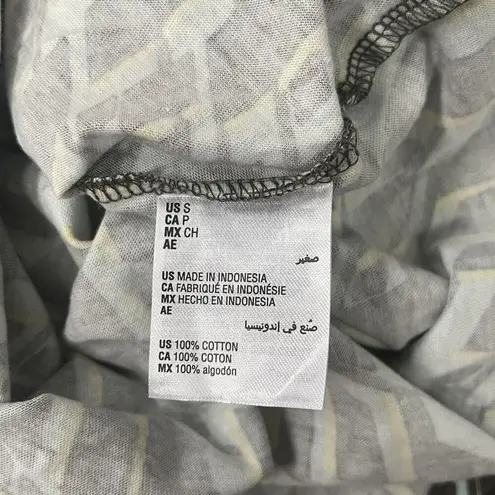 US S
CA P
MX CH
AE
صغير
US MADE IN INDONESIA
CA FABRIQUÉ EN INDONÉSIE
MX HECHO EN INDONESIA
AE
صُنع في إندونيسيا
US 100% COTTON
CA 100% COTON
MX 100% algodón